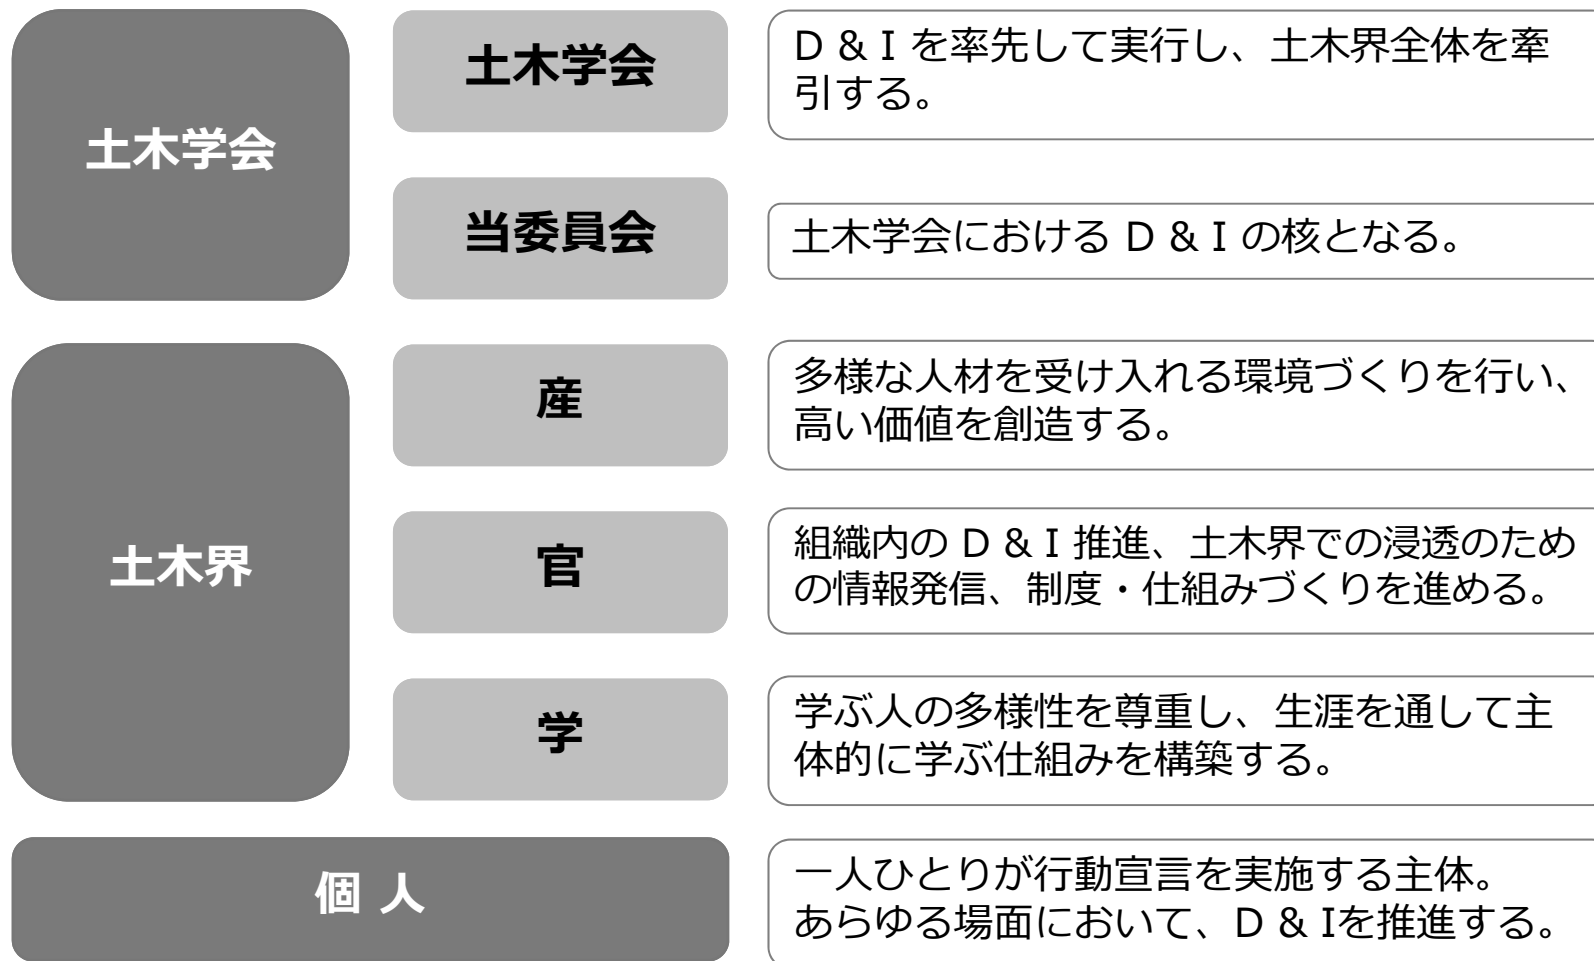 土木学会
土木学会
D & I を率先して実行し、土木界全体を牽
引する。
当委員会
土木学会における D & I の核となる。
土木界
産
多様な人材を受け入れる環境づくりを行い、
高い価値を創造する。
官
組織内の D & I 推進、土木界での浸透のため
の情報発信、制度・仕組みづくりを進める。
学
学ぶ人の多様性を尊重し、生涯を通して主
体的に学ぶ仕組みを構築する。
個 人
一人ひとりが行動宣言を実施する主体。
あらゆる場面において、D & Iを推進する。